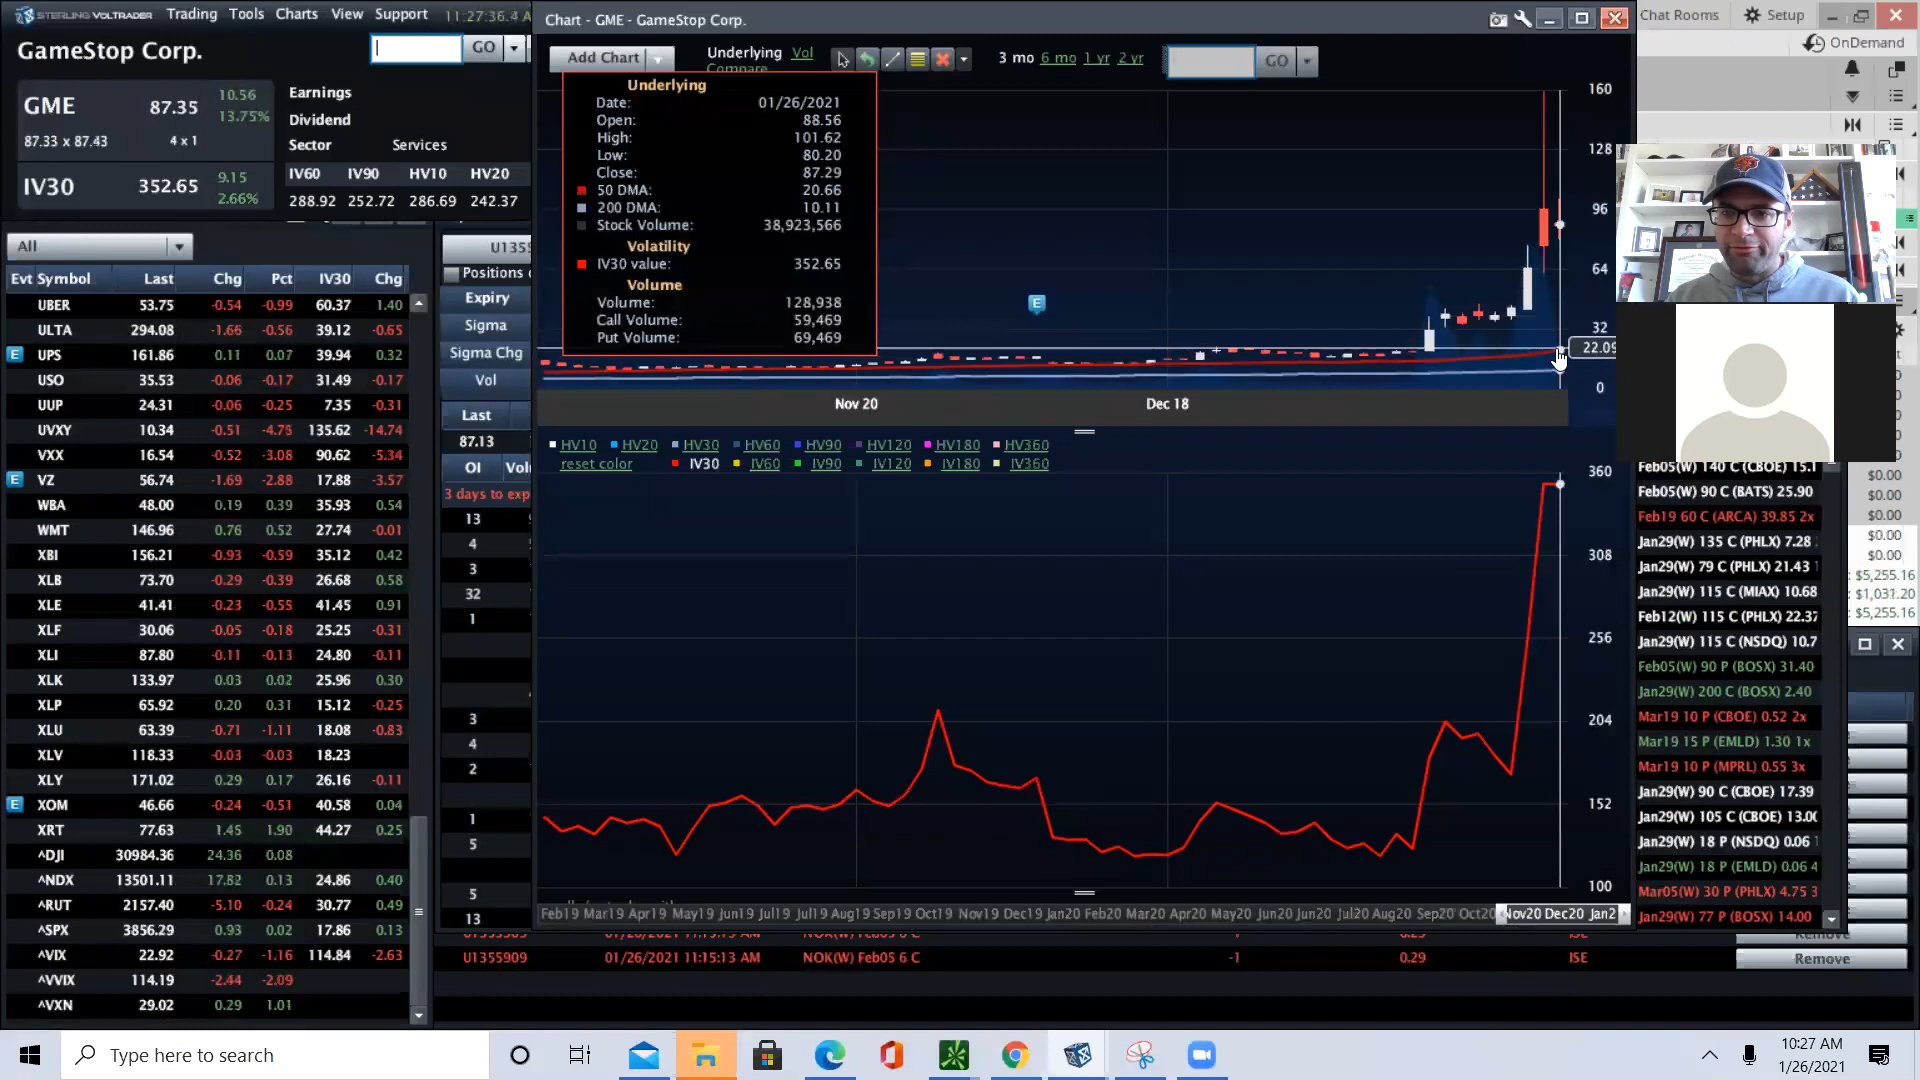 STERLING VOLTRADER Trading Tools Charts View Support 11:27:36.4 A
GameStop Corp. GO
GME 87.35 10.56 13.75%
87.33 x 87.43 4 x 1
IV30 352.65 9.15 2.66%
Earnings
Dividend
Sector Services
IV60 IV90 HV10 HV20
288.92 252.72 286.69 242.37
All
Evt Symbol Last Chg Pct IV30 Chg
UBER 53.75 -0.54 -0.99 60.37 1.40
ULTA 294.08 -1.66 -0.56 39.12 -0.65
E UPS 161.86 0.11 0.07 39.94 0.32
USO 35.53 -0.06 -0.17 31.49 -0.17
UUP 24.31 -0.06 -0.25 7.35 -0.31
UVXY 10.34 -0.51 -4.78 135.62 -14.74
VXX 16.54 -0.52 -3.08 90.62 -5.34
E VZ 56.74 -1.69 -2.88 17.88 -3.57
WBA 48.00 0.19 0.39 35.93 0.54
WMT 146.96 0.76 0.52 27.74 -0.01
XBI 156.21 -0.93 -0.59 35.12 0.42
XLB 73.70 -0.29 -0.39 26.68 0.58
XLE 41.41 -0.23 -0.55 41.45 0.91
XLF 30.06 -0.05 -0.18 25.25 -0.31
XLI 87.80 -0.11 -0.13 24.80 -0.11
XLK 133.97 0.03 0.02 25.96 0.30
XLP 65.92 0.20 0.31 15.12 -0.25
XLU 63.39 -0.71 -1.11 18.08 -0.83
XLV 118.33 -0.03 -0.03 18.23
XLY 171.02 0.29 0.17 26.16 -0.11
E XOM 46.66 -0.24 -0.51 40.58 0.04
XRT 77.63 1.45 1.90 44.27 0.25
^DJI 30984.36 24.36 0.08
^NDX 13501.11 17.82 0.13 24.86 0.40
^RUT 2157.40 -5.10 -0.24 30.77 0.49
^SPX 3856.29 0.93 0.02 17.86 0.13
^VIX 22.92 -0.27 -1.16 114.84 -2.63
^VVIX 114.19 -2.44 -2.09
^VXN 29.02 0.29 1.01
U1355
Positions o
Expiry
Sigma
Sigma Chg
Vol
Last
87.13
OI Volu
3 days to exp
13
4
3
32
1
3
4
2
1
5
5
13
Chart - GME - GameStop Corp.
Add Chart Underlying Vol 3 mo 6 mo 1 yr 2 yr GO
Compare
Underlying
Date: 01/26/2021
Open: 88.56
High: 101.62
Low: 80.20
Close: 87.29
50 DMA: 20.66
200 DMA: 10.11
Stock Volume: 38,923,566
Volatility
IV30 value: 352.65
Volume
Volume: 128,938
Call Volume: 59,469
Put Volume: 69,469
E
160
128
96
64
32
22.09
0
Nov 20 Dec 18
HV10 HV20 HV30 HV60 HV90 HV120 HV180 HV360
reset color IV30 IV60 IV90 IV120 IV180 IV360
360
308
256
204
152
100
Feb19 Mar19 Apr19 May19 Jun19 Jul19 Aug19 Sep19 Oct19 Nov19 Dec19 Jan20 Feb20 Mar20 Apr20 May20 Jun20 Jul20 Aug20 Sep20 Oct20 Nov20 Dec20 Jan2
U1355909 01/26/2021 11:15:13 AM NOK(W) Feb05 6 C -1 0.29 ISE Remove
Chat Rooms Setup
OnDemand
Feb05(W) 140 C (CBOE) 15.1
Feb05(W) 90 C (BATS) 25.90
Feb19 60 C (ARCA) 39.85 2x
Jan29(W) 135 C (PHLX) 7.28
Jan29(W) 79 C (PHLX) 21.43
Jan29(W) 115 C (MIAX) 10.68
Feb12(W) 115 C (PHLX) 22.37
Jan29(W) 115 C (NSDQ) 10.7
Feb05(W) 90 P (BOSX) 31.40
Jan29(W) 200 C (BOSX) 2.40
Mar19 10 P (CBOE) 0.52 2x
Mar19 15 P (EMLD) 1.30 1x
Mar19 10 P (MPRL) 0.55 3x
Jan29(W) 90 C (CBOE) 17.39
Jan29(W) 105 C (CBOE) 13.00
Jan29(W) 18 P (NSDQ) 0.06
Jan29(W) 18 P (EMLD) 0.06 4
Mar05(W) 30 P (PHLX) 4.75 3
Jan29(W) 77 P (BOSX) 14.00
$0.00
$0.00
$0.00
$0.00
$0.00
: $5,255.16
: $1,031.20
: $5,255.16
Type here to search
10:27 AM
1/26/2021